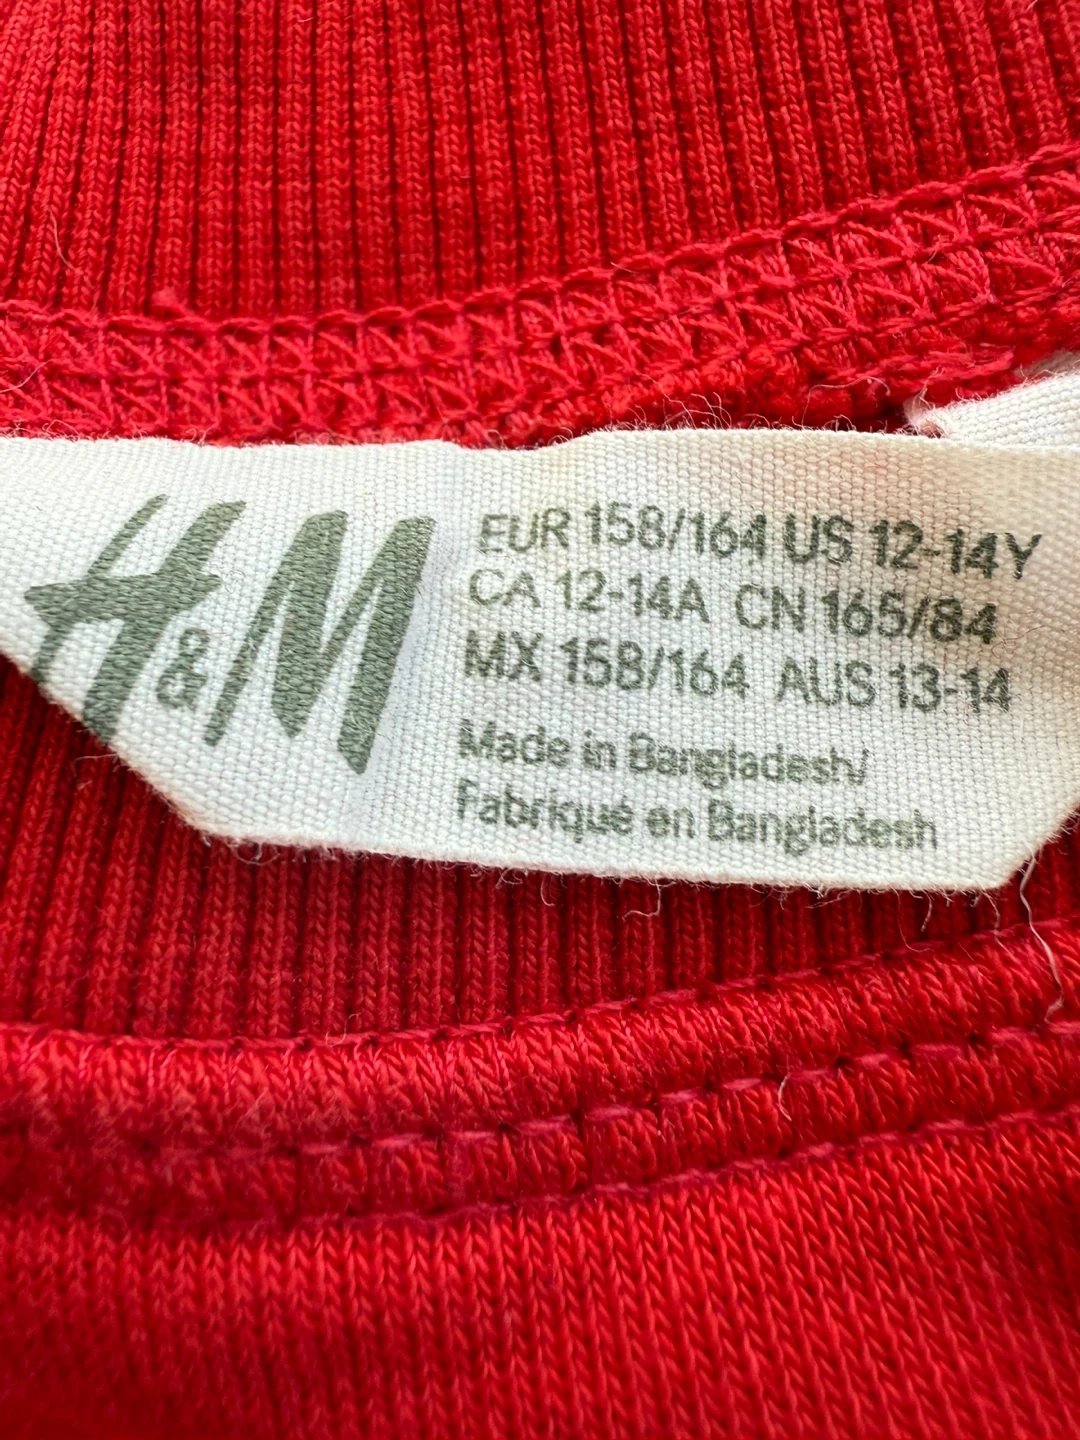 H&M
EUR 158/164 US 12-14Y
CA 12-14A CN 165/84
MX 158/164 AUS 13-14
Made in Bangladesh/
Fabriqué en Bangladesh